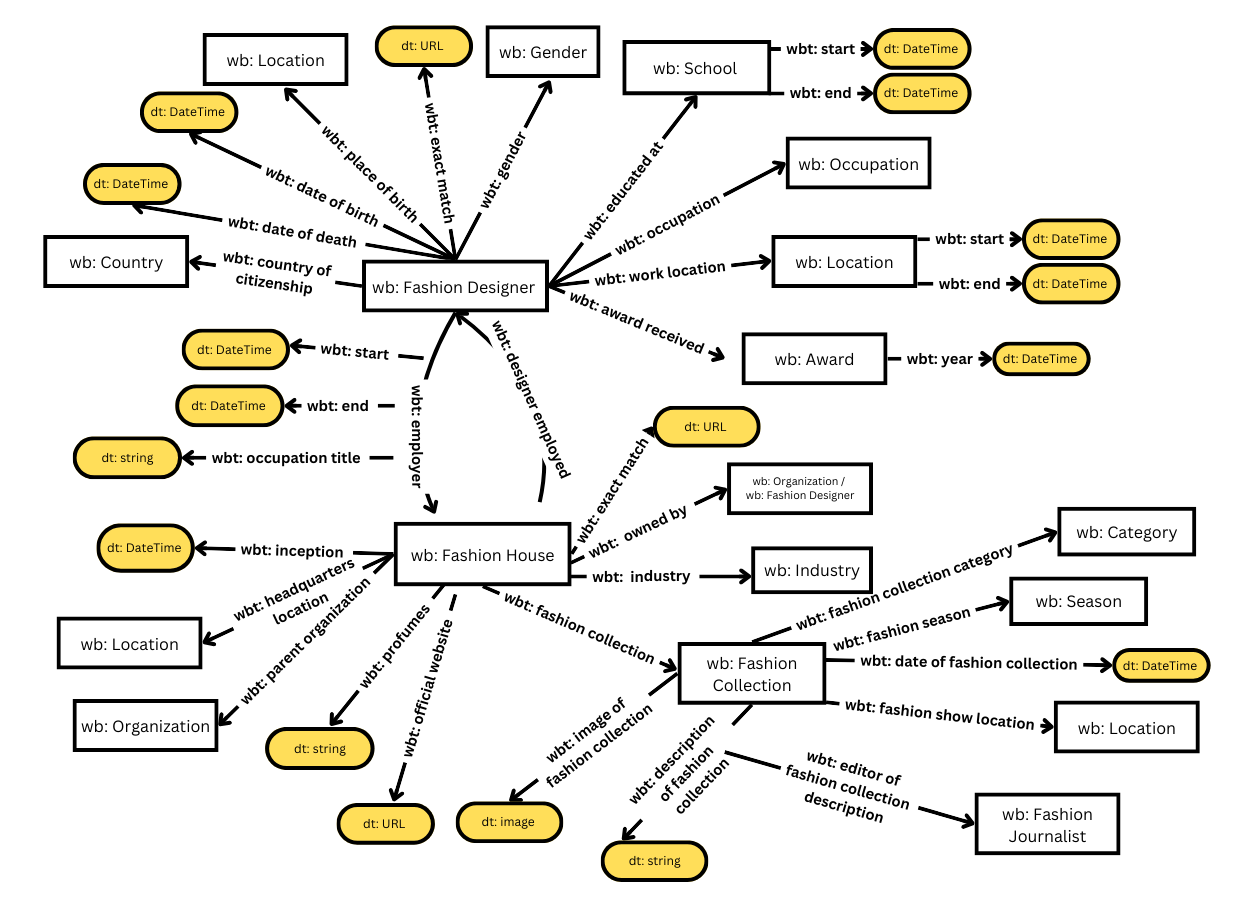 wb: Location
dt: URL
wb: Gender
wb: School
wbt: start
dt: DateTime
wbt: end
dt: DateTime
dt: DateTime
wbt: place of birth
wbt: exact match
wbt: gender
wbt: educated at
wb: Occupation
dt: DateTime
wbt: date of birth
wbt: occupation
wbt: date of death
wb: Country
wbt: country of
citizenship
wb: Fashion Designer
wbt: work location
wb: Location
wbt: start
dt: DateTime
wbt: end
dt: DateTime
wbt: award received
wb: Award
wbt: year
dt: DateTime
dt: DateTime
wbt: start
wbt: designer employed
dt: DateTime
wbt: end
wbt: employer
dt: string
wbt: occupation title
dt: URL
wbt: exact match
wb: Organization /
wb: Fashion Designer
wbt: owned by
dt: DateTime
wbt: inception
wb: Fashion House
wbt: industry
wb: Industry
wb: Category
wbt: fashion collection category
wbt: headquarters
location
wb: Location
wbt: parent organization
wb: Organization
wbt: profumes
dt: string
wbt: official website
dt: URL
wbt: fashion collection
wb: Fashion
Collection
wbt: fashion season
wb: Season
wbt: date of fashion collection
dt: DateTime
wbt: fashion show location
wb: Location
wbt: image of
fashion collection
dt: image
wbt: description
of fashion
collection
dt: string
wbt: editor of
fashion collection
description
wb: Fashion
Journalist